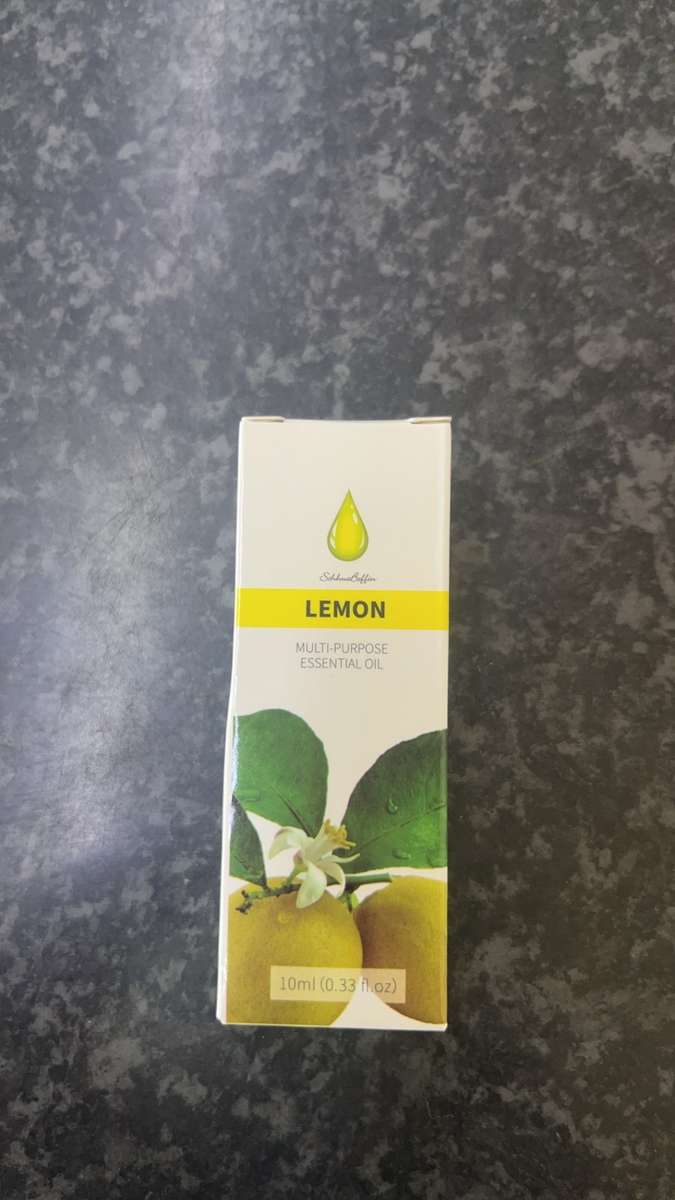 LEMON
MULTI-PURPOSE
ESSENTIAL OIL
10ml (0.33 fl.oz)